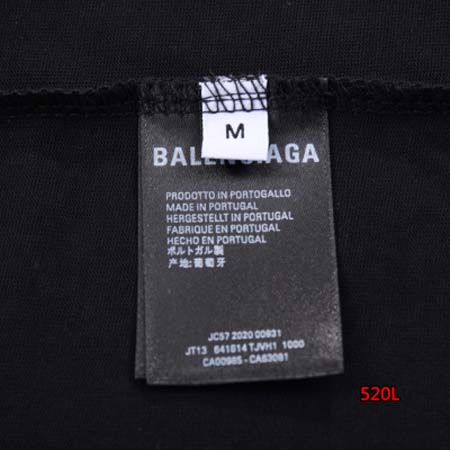 M
BALENCIAGA
PRODOTTO IN PORTOGALLO
MADE IN PORTUGAL
HERGESTELLT IN PORTUGAL
FABRIQUE EN PORTUGAL
HECHO EN PORTUGAL
ポルトガル製
产地:葡萄牙
JC57 2020 00931
JT13 641614 TJVH1 1000
CA00985 - CA63081
520L